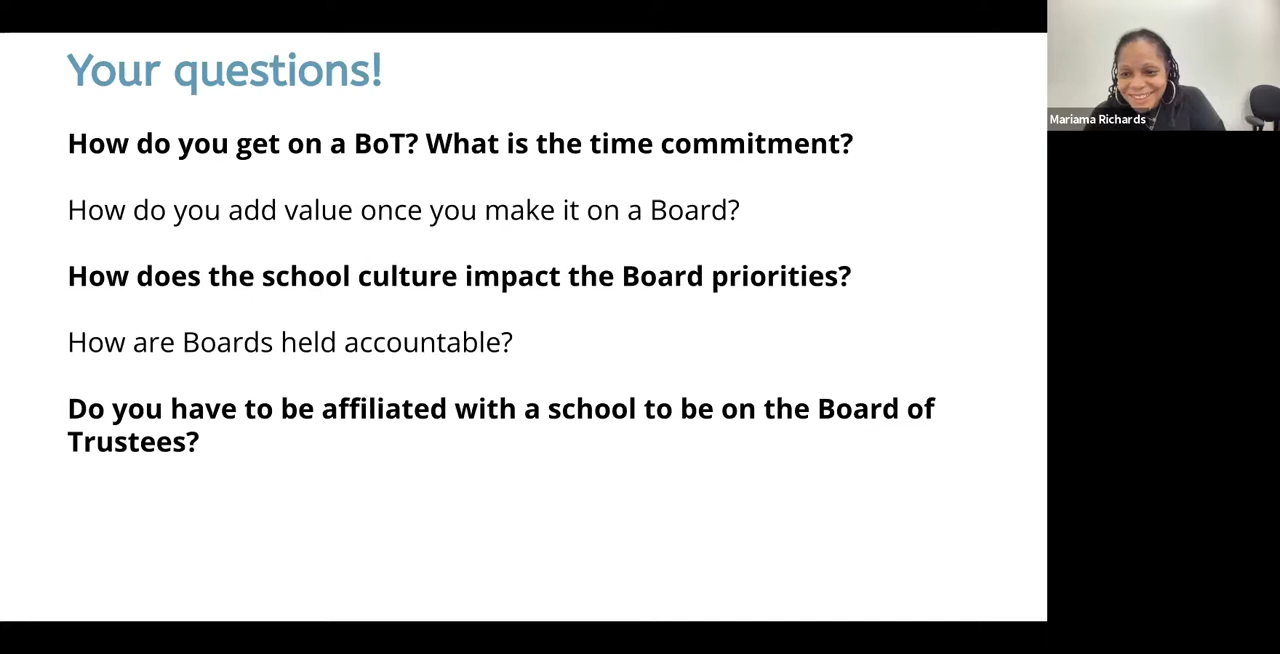 Your questions!
Mariama Richards
How do you get on a BoT? What is the time commitment?
How do you add value once you make it on a Board?
How does the school culture impact the Board priorities?
How are Boards held accountable?
Do you have to be affiliated with a school to be on the Board of
Trustees?